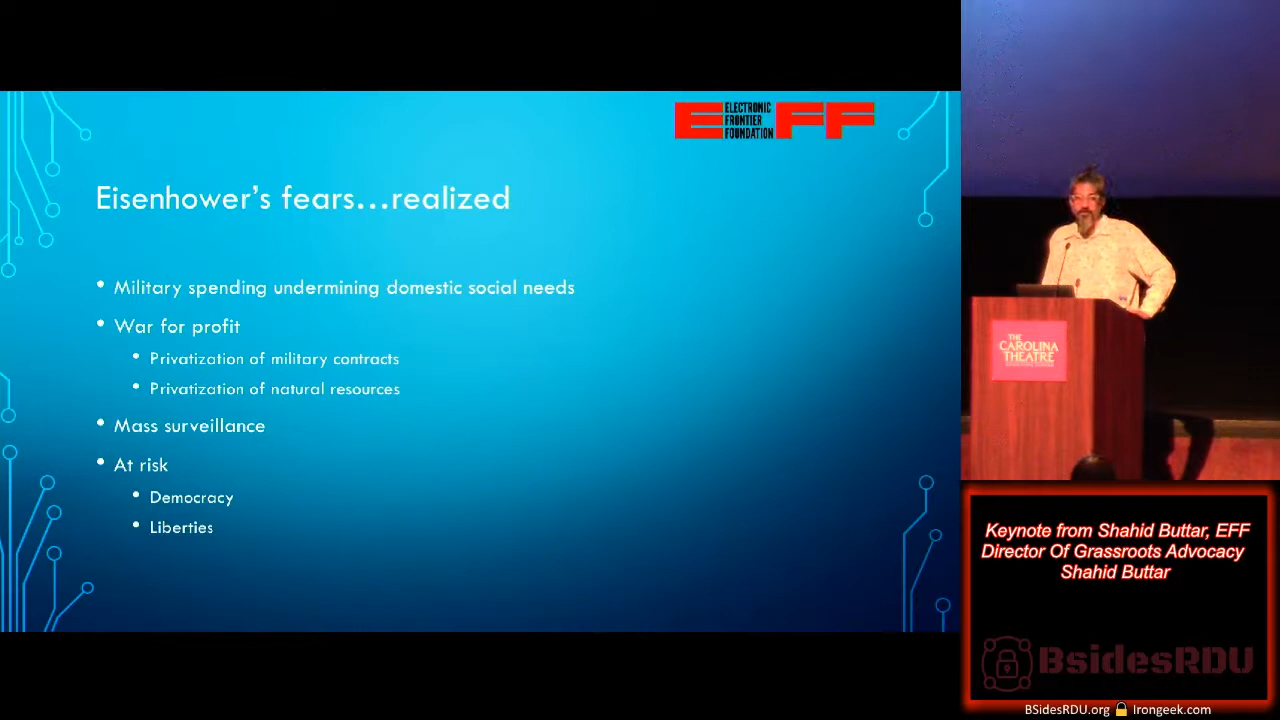 EFF
ELECTRONIC
FRONTIER
FOUNDATION
Eisenhower's fears...realized
• Military spending undermining domestic social needs
• War for profit
• Privatization of military contracts
• Privatization of natural resources
• Mass surveillance
• At risk
• Democracy
• Liberties
THE
CAROLINA
THEATRE
Keynote from Shahid Buttar, EFF
Director Of Grassroots Advocacy
Shahid Buttar
BsidesRDU
BSidesRDU.org Irongeek.com